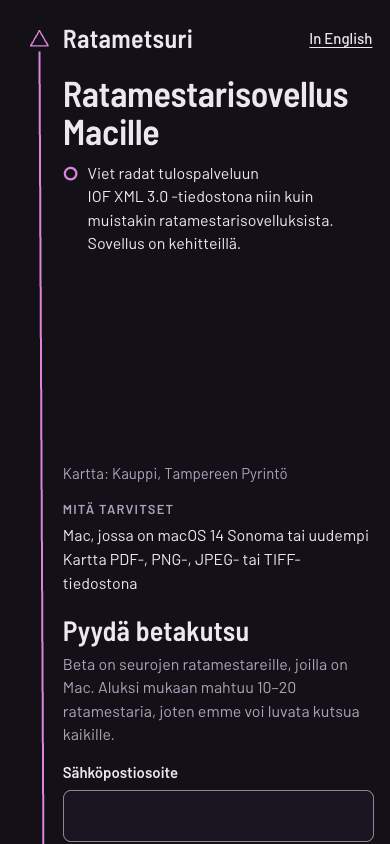 Ratametsuri
In English
Ratamestarisovellus
Macille
Viet radat tulospalveluun
IOF XML 3.0 -tiedostona niin kuin
muistakin ratamestarisovelluksista.
Sovellus on kehitteillä.
Kartta: Kauppi, Tampereen Pyrintö
MITÄ TARVITSET
Mac, jossa on macOS 14 Sonoma tai uudempi
Kartta PDF-, PNG-, JPEG- tai TIFF-
tiedostona
Pyydä betakutsu
Beta on seurojen ratamestareille, joilla on
Mac. Aluksi mukaan mahtuu 10–20
ratamestaria, joten emme voi luvata kutsua
kaikille.
Sähköpostiosoite